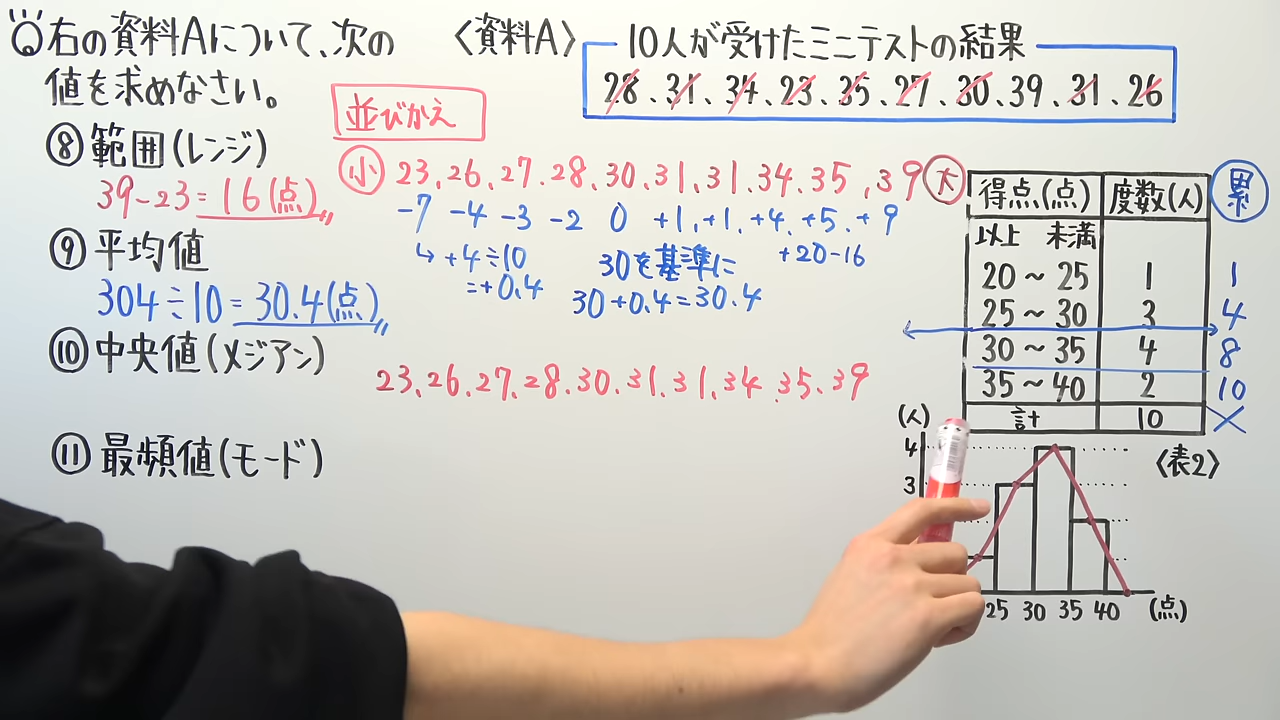 右の資料Aについて、次の
値を求めなさい。
〈資料A〉
10人が受けたミニテストの結果
28、31、34、23、35、27、30、39、31、26
並びかえ
⑧範囲(レンジ)
39-23=16(点)
小 23、26、27、28、30、31、31、34、35、39 大
-7 -4 -3 -2 0 +1、+1、+4、+5、+9
↳ +4÷10
=+0.4
30を基準に
30+0.4=30.4
+20-16
⑨平均値
304÷10=30.4(点)
⑩中央値(メジアン)
23、26、27、28、30、31、31、34、35、39
⑪最頻値(モード)
得点(点) 度数(人) 累
以上 未満
20~25 1 1
25~30 3 4
30~35 4 8
35~40 2 10
計 10
〈表2〉
(人)
4
3
25 30 35 40 (点)